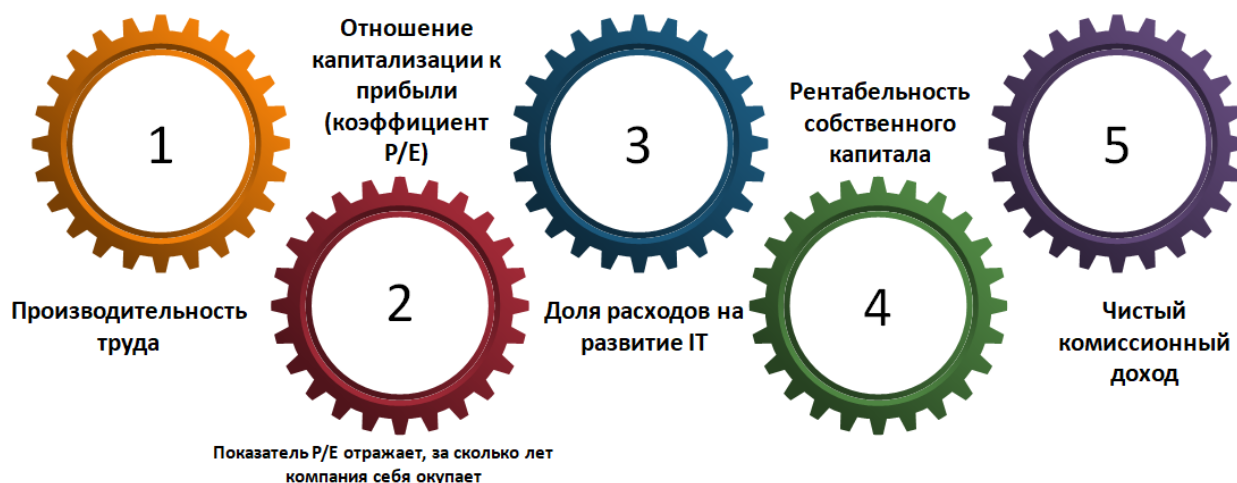 1
Производительность
труда
Отношение
капитализации к
прибыли
(коэффициент
P/E)
2
Показатель P/E отражает, за сколько лет
компания себя окупает
3
Доля расходов на
развитие IT
Рентабельность
собственного
капитала
4
5
Чистый
комиссионный
доход